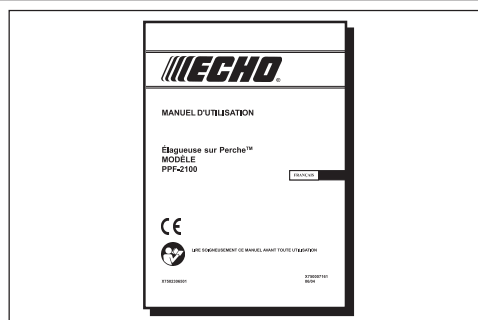 ECHO®
MANUEL D'UTILISATION
Élagueuse sur Perche™
MODÈLE
PPF-2100
FRANÇAIS
CE
LIRE SOIGNEUSEMENT CE MANUEL AVANT TOUTE UTILISATION
X750007161
X7503206301 06/04